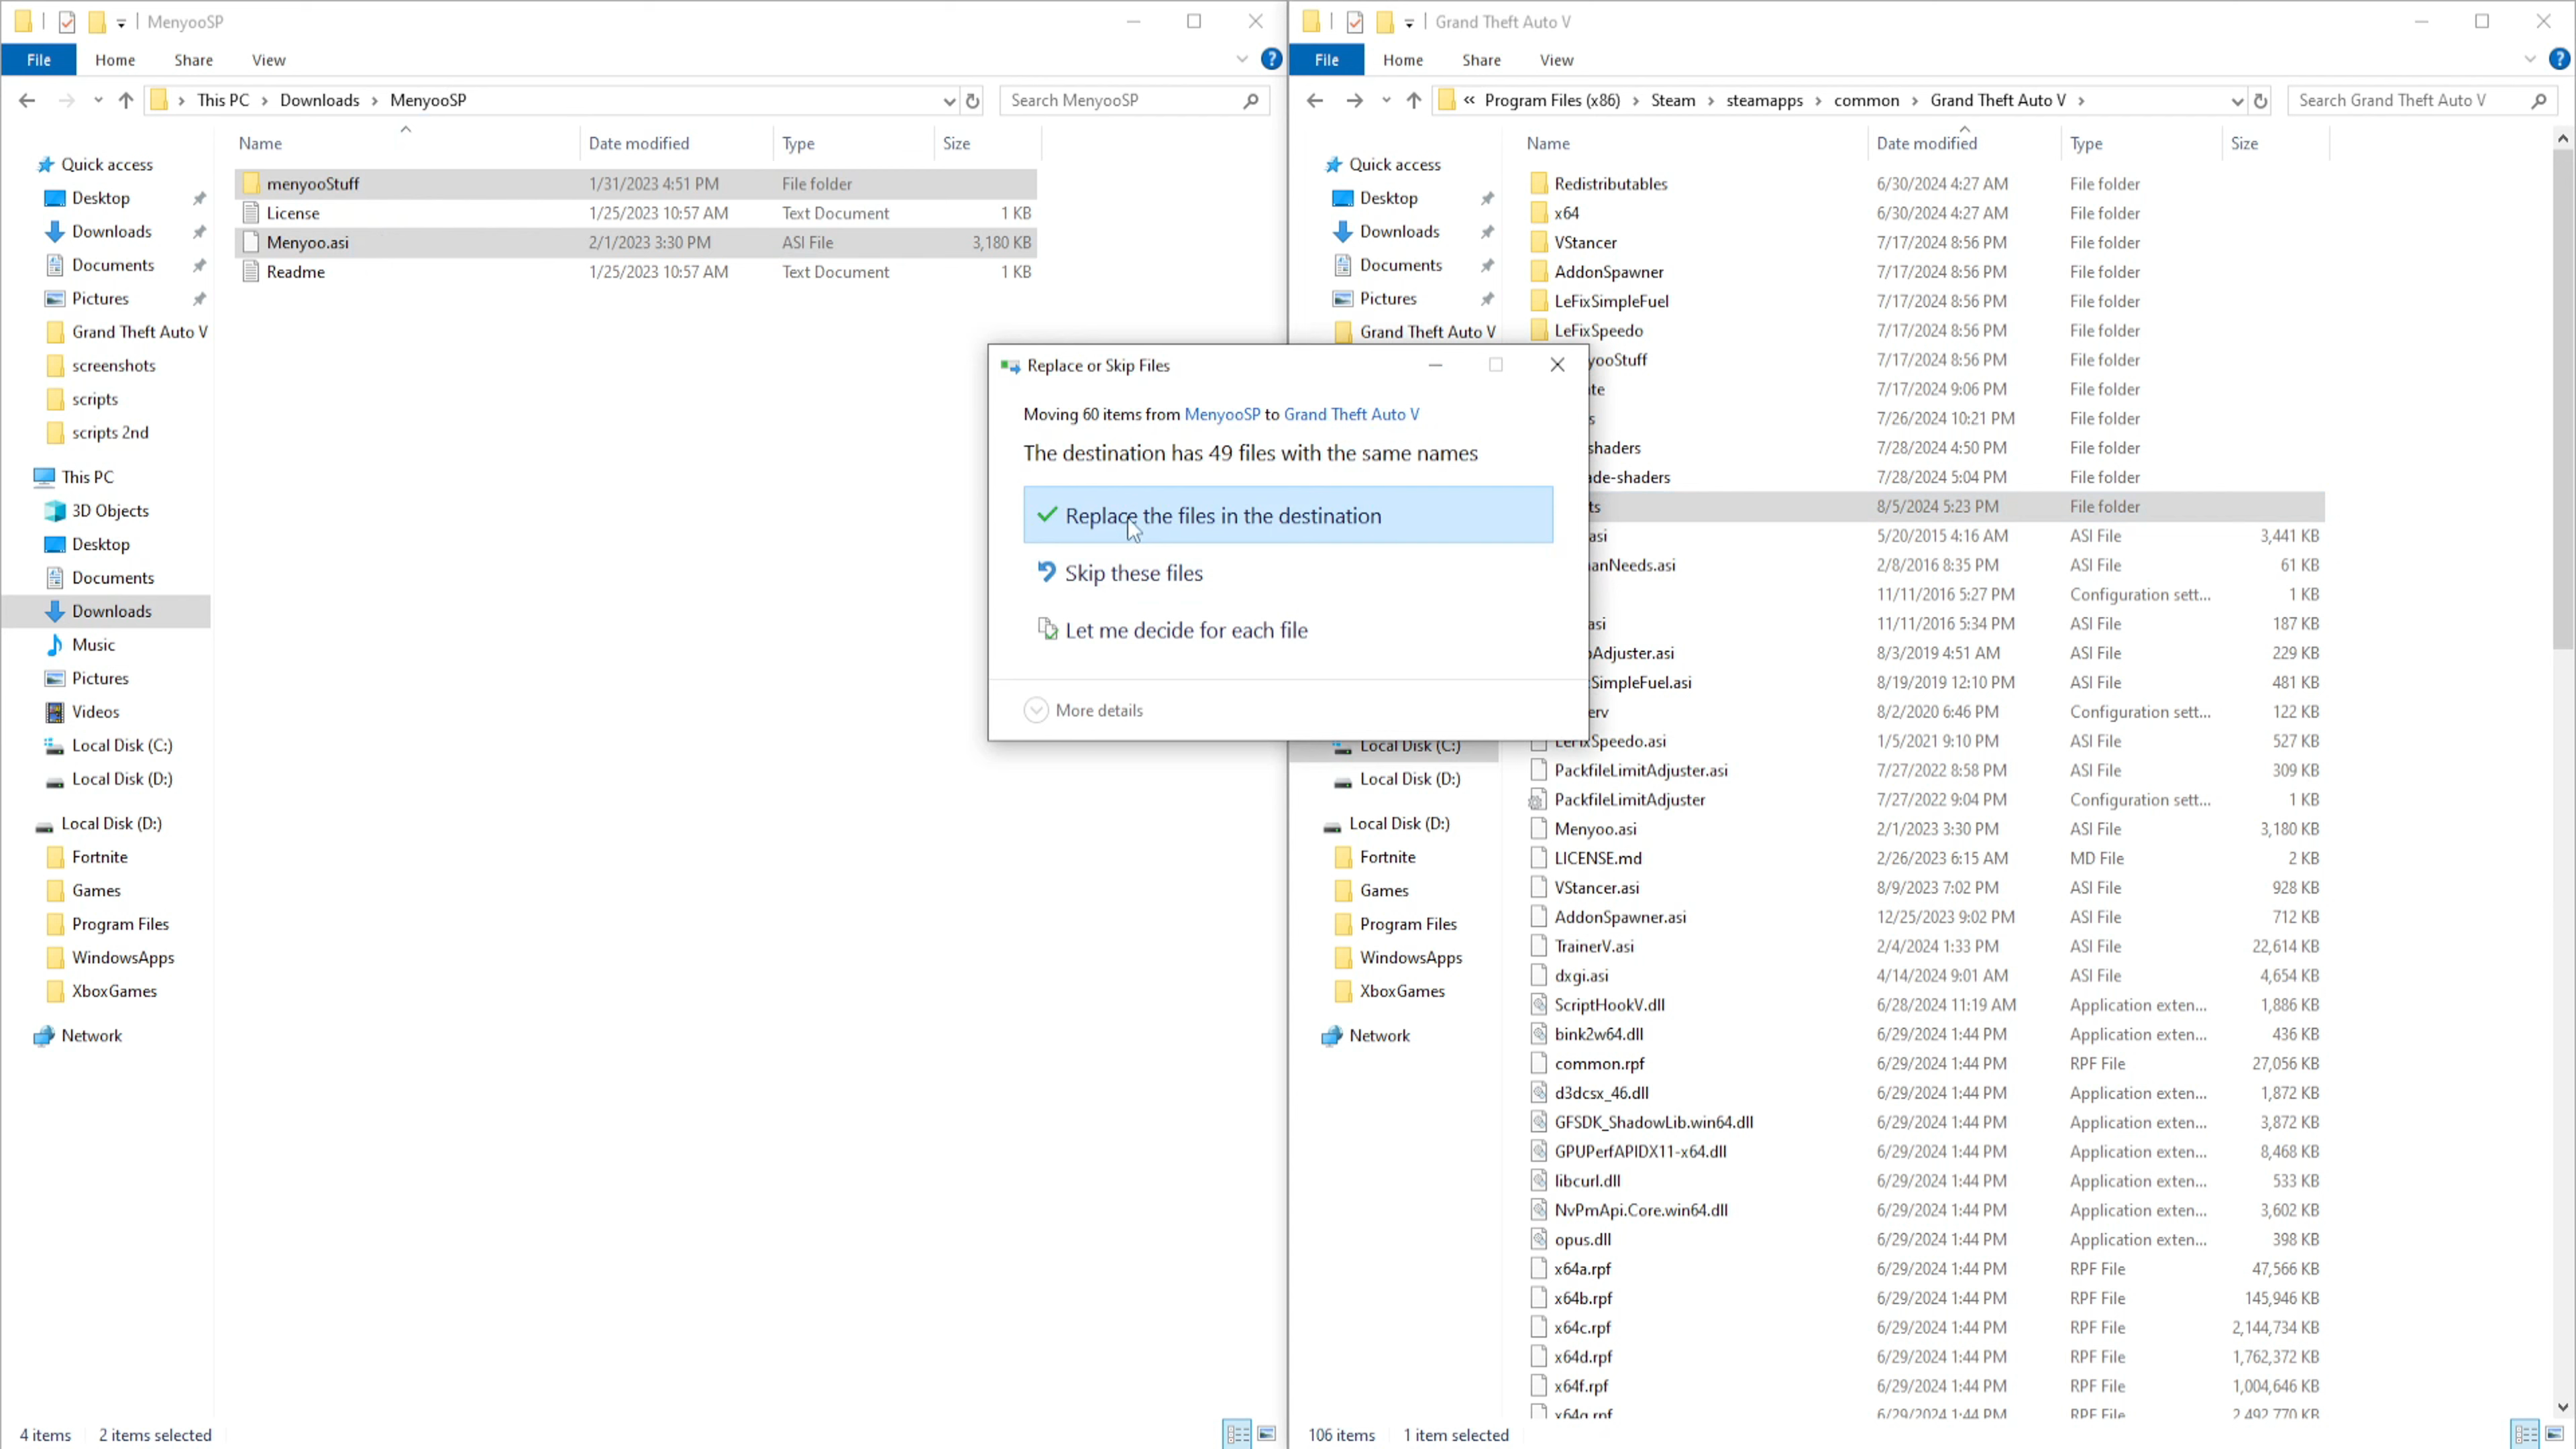 MenyooSP
File Home Share View
This PC > Downloads > MenyooSP
Search MenyooSP
Name Date modified Type Size
Quick access
Desktop
Downloads
Documents
Pictures
Grand Theft Auto V
screenshots
scripts
scripts 2nd
This PC
3D Objects
Desktop
Documents
Downloads
Music
Pictures
Videos
Local Disk (C:)
Local Disk (D:)
Local Disk (D:)
Fortnite
Games
Program Files
WindowsApps
XboxGames
Network
menyooStuff 1/31/2023 4:51 PM File folder
License 1/25/2023 10:57 AM Text Document 1 KB
Menyoo.asi 2/1/2023 3:30 PM ASI File 3,180 KB
Readme 1/25/2023 10:57 AM Text Document 1 KB
4 items 2 items selected
Replace or Skip Files
Moving 60 items from MenyooSP to Grand Theft Auto V
The destination has 49 files with the same names
Replace the files in the destination
Skip these files
Let me decide for each file
More details
Grand Theft Auto V
File Home Share View
« Program Files (x86) > Steam > steamapps > common > Grand Theft Auto V >
Search Grand Theft Auto V
Name Date modified Type Size
Quick access
Desktop
Downloads
Documents
Pictures
Grand Theft Auto V
Local Disk (C:)
Local Disk (D:)
Local Disk (D:)
Fortnite
Games
Program Files
WindowsApps
XboxGames
Network
Redistributables 6/30/2024 4:27 AM File folder
x64 6/30/2024 4:27 AM File folder
VStancer 7/17/2024 8:56 PM File folder
AddonSpawner 7/17/2024 8:56 PM File folder
LeFixSimpleFuel 7/17/2024 8:56 PM File folder
LeFixSpeedo 7/17/2024 8:56 PM File folder
yooStuff 7/17/2024 8:56 PM File folder
te 7/17/2024 9:06 PM File folder
s 7/26/2024 10:21 PM File folder
shaders 7/28/2024 4:50 PM File folder
ade-shaders 7/28/2024 5:04 PM File folder
ts 8/5/2024 5:23 PM File folder
asi 5/20/2015 4:16 AM ASI File 3,441 KB
anNeeds.asi 2/8/2016 8:35 PM ASI File 61 KB
11/11/2016 5:27 PM Configuration sett... 1 KB
asi 11/11/2016 5:34 PM ASI File 187 KB
Adjuster.asi 8/3/2019 4:51 AM ASI File 229 KB
SimpleFuel.asi 8/19/2019 12:10 PM ASI File 481 KB
erv 8/2/2020 6:46 PM Configuration sett... 122 KB
LeFixSpeedo.asi 1/5/2021 9:10 PM ASI File 527 KB
PackfileLimitAdjuster.asi 7/27/2022 8:58 PM ASI File 309 KB
PackfileLimitAdjuster 7/27/2022 9:04 PM Configuration sett... 1 KB
Menyoo.asi 2/1/2023 3:30 PM ASI File 3,180 KB
LICENSE.md 2/26/2023 6:15 AM MD File 2 KB
VStancer.asi 8/9/2023 7:02 PM ASI File 928 KB
AddonSpawner.asi 12/25/2023 9:02 PM ASI File 712 KB
TrainerV.asi 2/4/2024 1:33 PM ASI File 22,614 KB
dxgi.asi 4/14/2024 9:01 AM ASI File 4,654 KB
ScriptHookV.dll 6/28/2024 11:19 AM Application exten... 1,886 KB
bink2w64.dll 6/29/2024 1:44 PM Application exten... 436 KB
common.rpf 6/29/2024 1:44 PM RPF File 27,056 KB
d3dcsx_46.dll 6/29/2024 1:44 PM Application exten... 1,872 KB
GFSDK_ShadowLib.win64.dll 6/29/2024 1:44 PM Application exten... 3,872 KB
GPUPerfAPIDX11-x64.dll 6/29/2024 1:44 PM Application exten... 8,468 KB
libcurl.dll 6/29/2024 1:44 PM Application exten... 533 KB
NvPmApi.Core.win64.dll 6/29/2024 1:44 PM Application exten... 3,602 KB
opus.dll 6/29/2024 1:44 PM Application exten... 398 KB
x64a.rpf 6/29/2024 1:44 PM RPF File 47,566 KB
x64b.rpf 6/29/2024 1:44 PM RPF File 145,946 KB
x64c.rpf 6/29/2024 1:44 PM RPF File 2,144,734 KB
x64d.rpf 6/29/2024 1:44 PM RPF File 1,762,372 KB
x64f.rpf 6/29/2024 1:44 PM RPF File 1,004,646 KB
x64g.rpf 6/29/2024 1:44 PM RPF File 2,492,770 KB
106 items 1 item selected